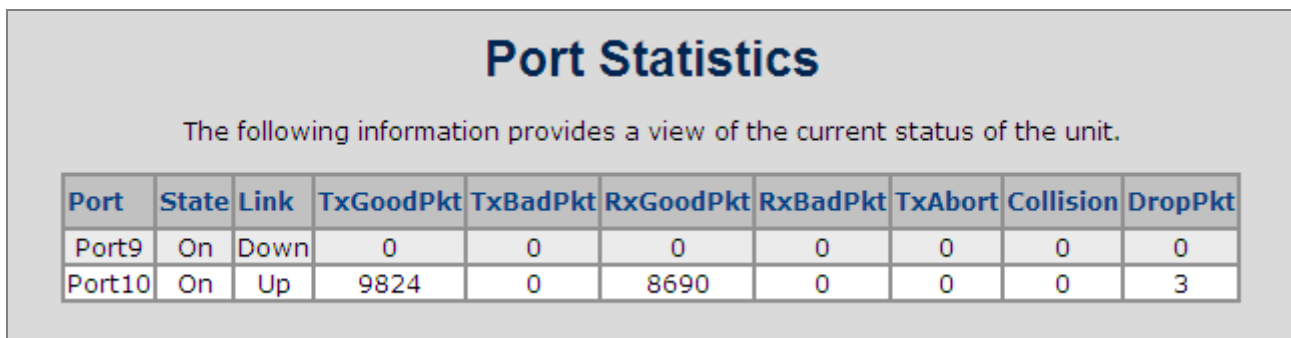 Port Statistics
The following information provides a view of the current status of the unit.
Port State Link TxGoodPkt TxBadPkt RxGoodPkt RxBadPkt TxAbort Collision DropPkt
Port9 On Down 0 0 0 0 0 0 0
Port10 On Up 9824 0 8690 0 0 0 3